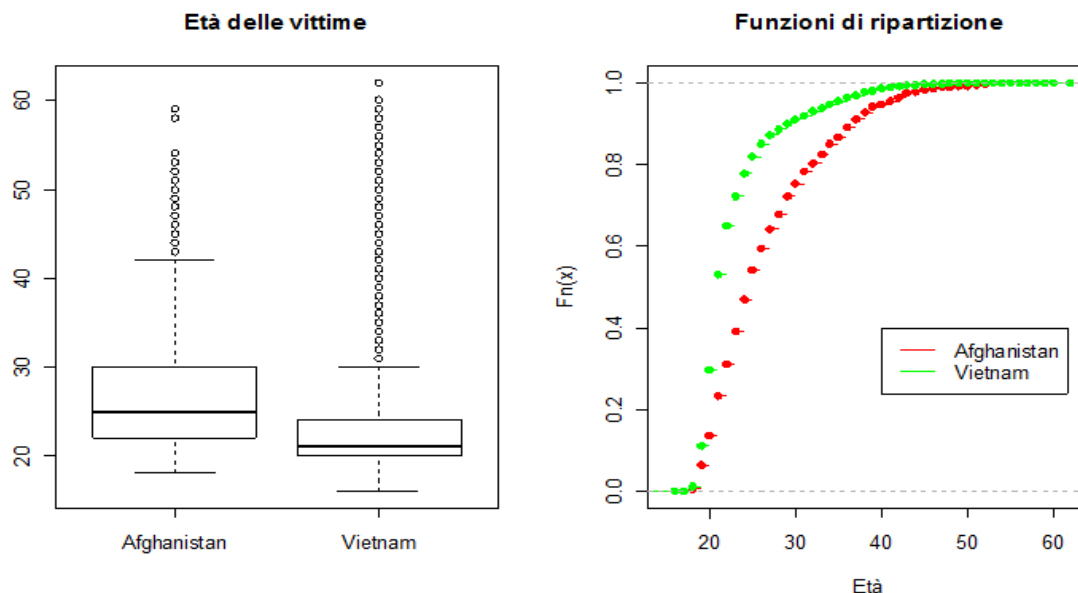 Età delle vittime
60
50
40
30
20
Afghanistan
Vietnam
Funzioni di ripartizione
Fn(x)
1.0
0.8
0.6
0.4
0.2
0.0
Afghanistan
Vietnam
20
30
40
50
60
Età